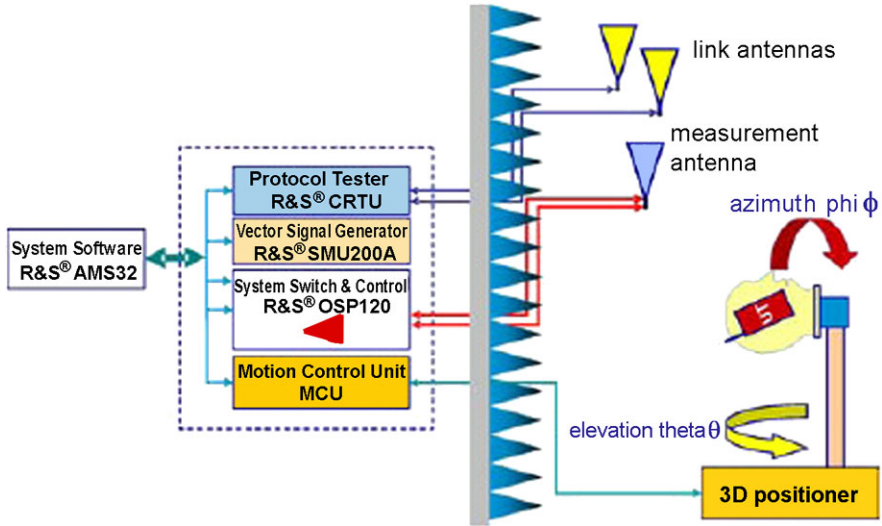 link antennas
measurement
antenna
azimuth phi ϕ
Protocol Tester
R&S® CRTU
Vector Signal Generator
R&S® SMU200A
System Software
R&S® AMS32
System Switch & Control
R&S® OSP120
Motion Control Unit
MCU
elevation theta θ
3D positioner